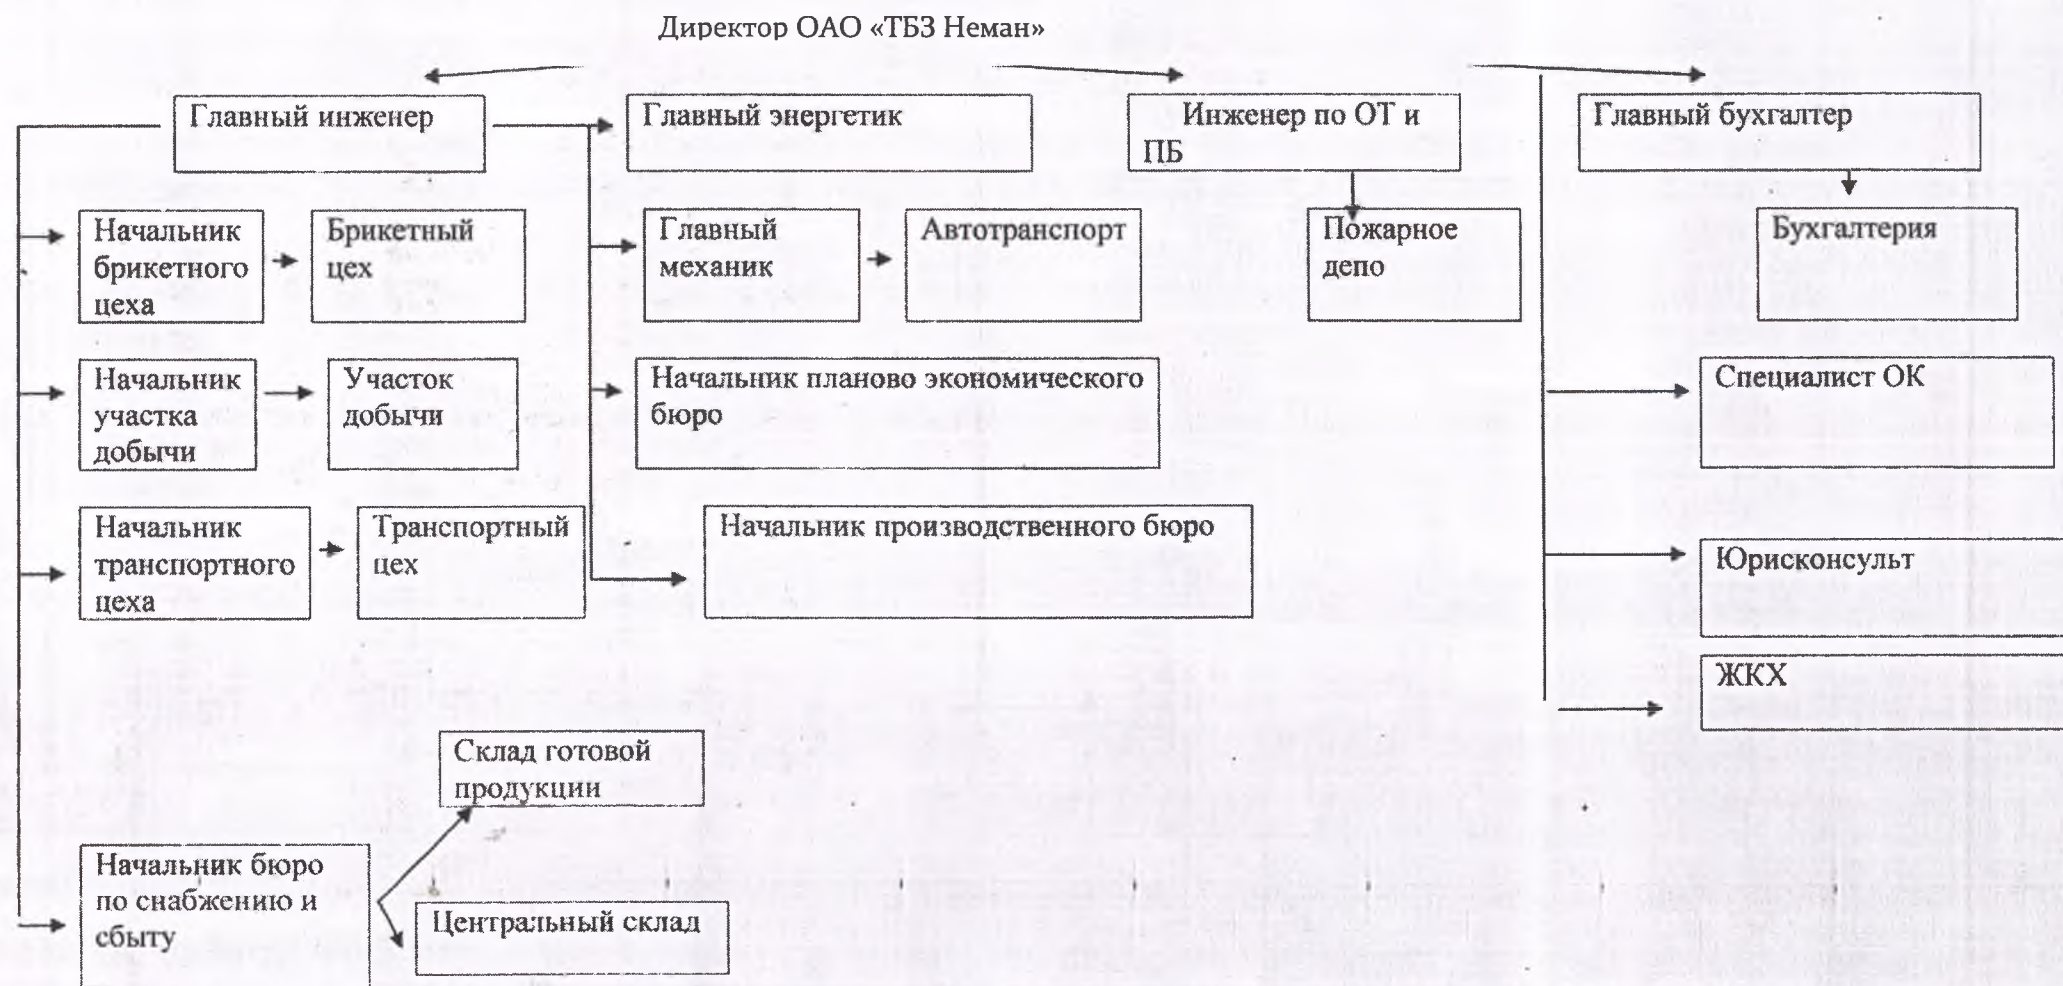 Директор ОАО «ТБЗ Неман»
Главный инженер
Главный энергетик
Инженер по ОТ и
ПБ
Главный бухгалтер
Начальник
брикетного
цеха
Брикетный
цех
Главный
механик
Автотранспорт
Пожарное
депо
Бухгалтерия
Начальник
участка
добычи
Участок
добычи
Начальник планово экономического
бюро
Специалист ОК
Начальник
транспортного
цеха
Транспортный
цех
Начальник производственного бюро
Юрисконсульт
ЖКХ
Склад готовой
продукции
Начальник бюро
по снабжению и
сбыту
Центральный склад